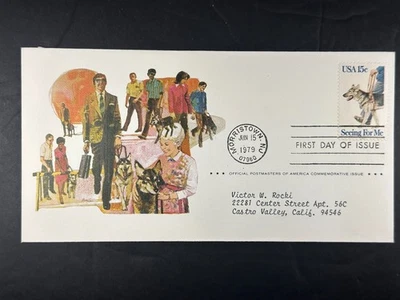 USA 15c
Seeing For Me
MORRISTOWN, NJ
JUN 15
1979
07960
FIRST DAY OF ISSUE
OFFICIAL POSTMASTERS OF AMERICA COMMEMORATIVE ISSUE
Victor W. Rocki
22281 Center Street Apt. 56C
Castro Valley, Calif. 94546